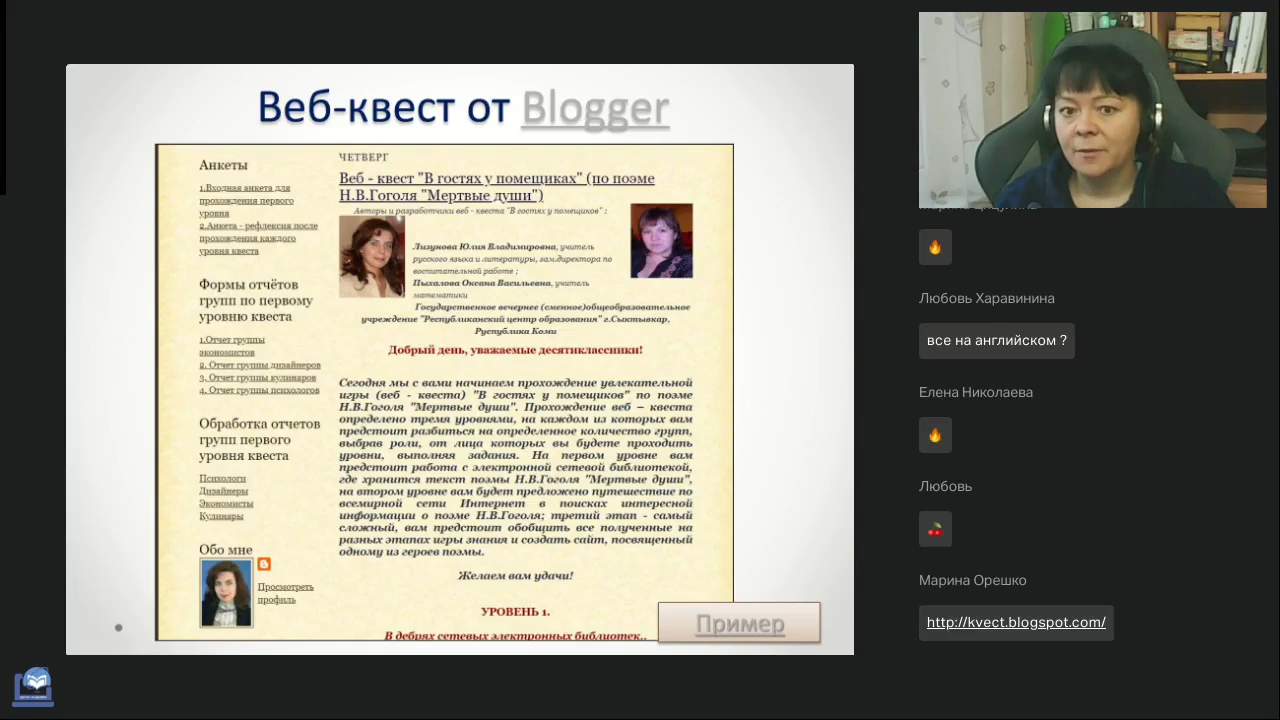 Веб-квест от Blogger
Анкеты
1.Входная анкета для
прохождения первого
уровня
2.Анкета - рефлексия после
прохождения каждого
уровня квеста
Формы отчётов
групп по первому
уровню квеста
1.Отчет группы
экономистов
2. Отчет группы дизайнеров
3. Отчет группы кулинаров
4. Отчет группы психологов
Обработка отчетов
групп первого
уровня квеста
Психологи
Дизайнеры
Экономисты
Кулинары
Обо мне
Просмотреть
профиль
ЧЕТВЕРГ
Веб - квест "В гостях у помещиках" (по поэме
Н.В.Гоголя "Мертвые души")
Авторы и разработчики веб - квеста "В гостях у помещиков" :
Лизунова Юлия Владимировна, учитель
русского языка и литературы, зам.директора по
воспитательной работе ;
Пыхалова Оксана Васильевна, учитель
математики
Государственное вечернее (сменное)общеобразовательное
учреждение "Республиканский центр образования" г.Сыктывкар,
Руспублика Коми
Добрый день, уважаемые десятиклассники!
Сегодня мы с вами начинаем прохождение увлекательной
игры (веб - квеста) "В гостях у помещиков" по поэме
Н.В.Гоголя "Мертвые души". Прохождение веб – квеста
определено тремя уровнями, на каждом из которых вам
предстоит разбиться на определенное количество групп,
выбрав роли, от лица которых вы будете проходить
уровни, выполняя задания. На первом уровне вам
предстоит работа с электронной сетевой библиотекой,
где хранится текст поэмы Н.В.Гоголя "Мертвые души",
на втором уровне вам будет предложено путешествие по
всемирной сети Интернет в поисках интересной
информации о поэме Н.В.Гоголя; третий этап - самый
сложный, вам предстоит обобщить все полученные на
разных этапах игры знания и создать сайт, посвященный
одному из героев поэмы.
Желаем вам удачи!
УРОВЕНЬ 1.
В дебрях сетевых электронных библиотек..
Пример
Любовь Харавинина
все на английском ?
Елена Николаева
Любовь
Марина Орешко
http://kvect.blogspot.com/